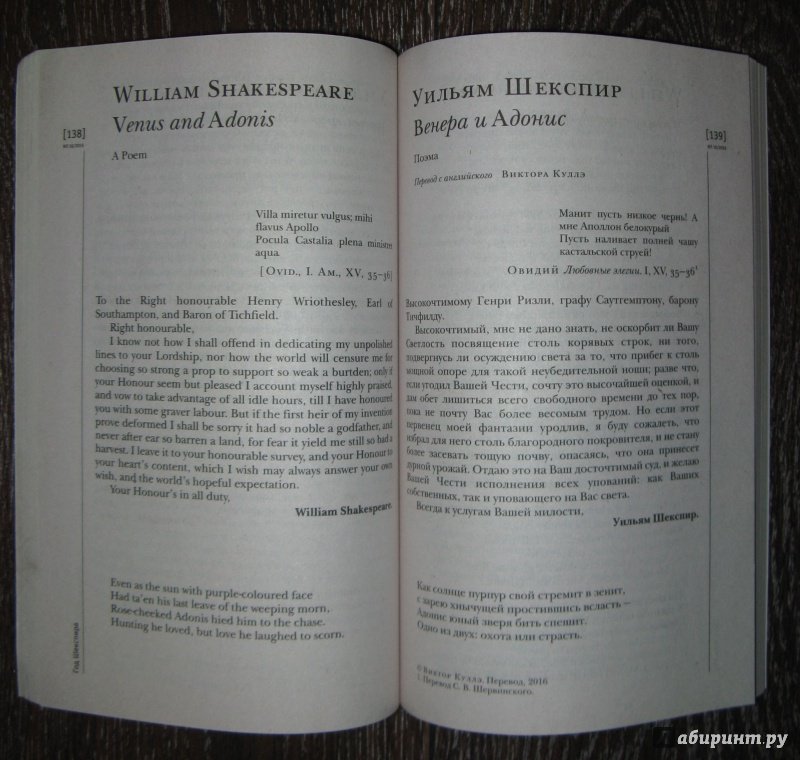 [138]
WILLIAM SHAKESPEARE
Venus and Adonis
A Poem
Villa miretur vulgus; mihi
flavus Apollo
Pocula Castalia plena ministret
aqua.
[OVID., I. AM., XV, 35–36]
To the Right honourable Henry Wriothesley, Earl of
Southampton, and Baron of Tichfield.
Right honourable,
I know not how I shall offend in dedicating my unpolished
lines to your Lordship, nor how the world will censure me for
choosing so strong a prop to support so weak a burden; only if
your Honour seem but pleased I account myself highly praised,
and vow to take advantage of all idle hours, till I have honoured
you with some graver labour. But if the first heir of my invention
prove deformed I shall be sorry it had so noble a godfather, and
never after ear so barren a land, for fear it yield me still so bad a
harvest. I leave it to your honourable survey, and your Honour to
your heart's content, which I wish may always answer your own
wish, and the world's hopeful expectation.
Your Honour's in all duty,
William Shakespeare.
Even as the sun with purple-coloured face
Had ta'en his last leave of the weeping morn,
Rose-cheeked Adonis hied him to the chase.
Hunting he loved, but love he laughed to scorn.
Год Шекспира
УИЛЬЯМ ШЕКСПИР
Венера и Адонис
[139]
Поэма
Перевод с английского ВИКТОРА КУЛЛЭ
Манит пусть низкое чернь! А
мне Аполлон белокурый
Пусть наливает полней чашу
кастальской струей!
ОВИДИЙ Любовные элегии. I, XV, 35–36¹
Высокочтимому Генри Ризли, графу Саутгемптону, барону
Тичфилду.
Высокочтимый, мне не дано знать, не оскорбит ли Вашу
Светлость посвящение столь корявых строк, ни того,
подвергнусь ли осуждению света за то, что прибег к столь
мощной опоре для такой неубедительной ноши; разве что,
если угодил Вашей Чести, сочту это высочайшей оценкой, и
дам обет лишиться всего свободного времени до тех пор,
пока не почту Вас более весомым трудом. Но если этот
первенец моей фантазии уродлив, я буду сожалеть, что
избрал для него столь благородного покровителя, и не стану
более засевать тощую почву, опасаясь, что она принесет
дурной урожай. Отдаю это на Ваш досточтимый суд, и желаю
Вашей Чести исполнения всех упований: как Ваших
собственных, так и уповающего на Вас света.
Всегда к услугам Вашей милости,
Уильям Шекспир.
Как солнце пурпур свой стремит в зенит,
с зарею хнычущей простившись всласть –
Адонис юный зверя бить спешит.
Одно из двух: охота или страсть.
© Виктор Куллэ. Перевод, 2016
1 Перевод С. В. Шервинского.
Лабиринт.ру